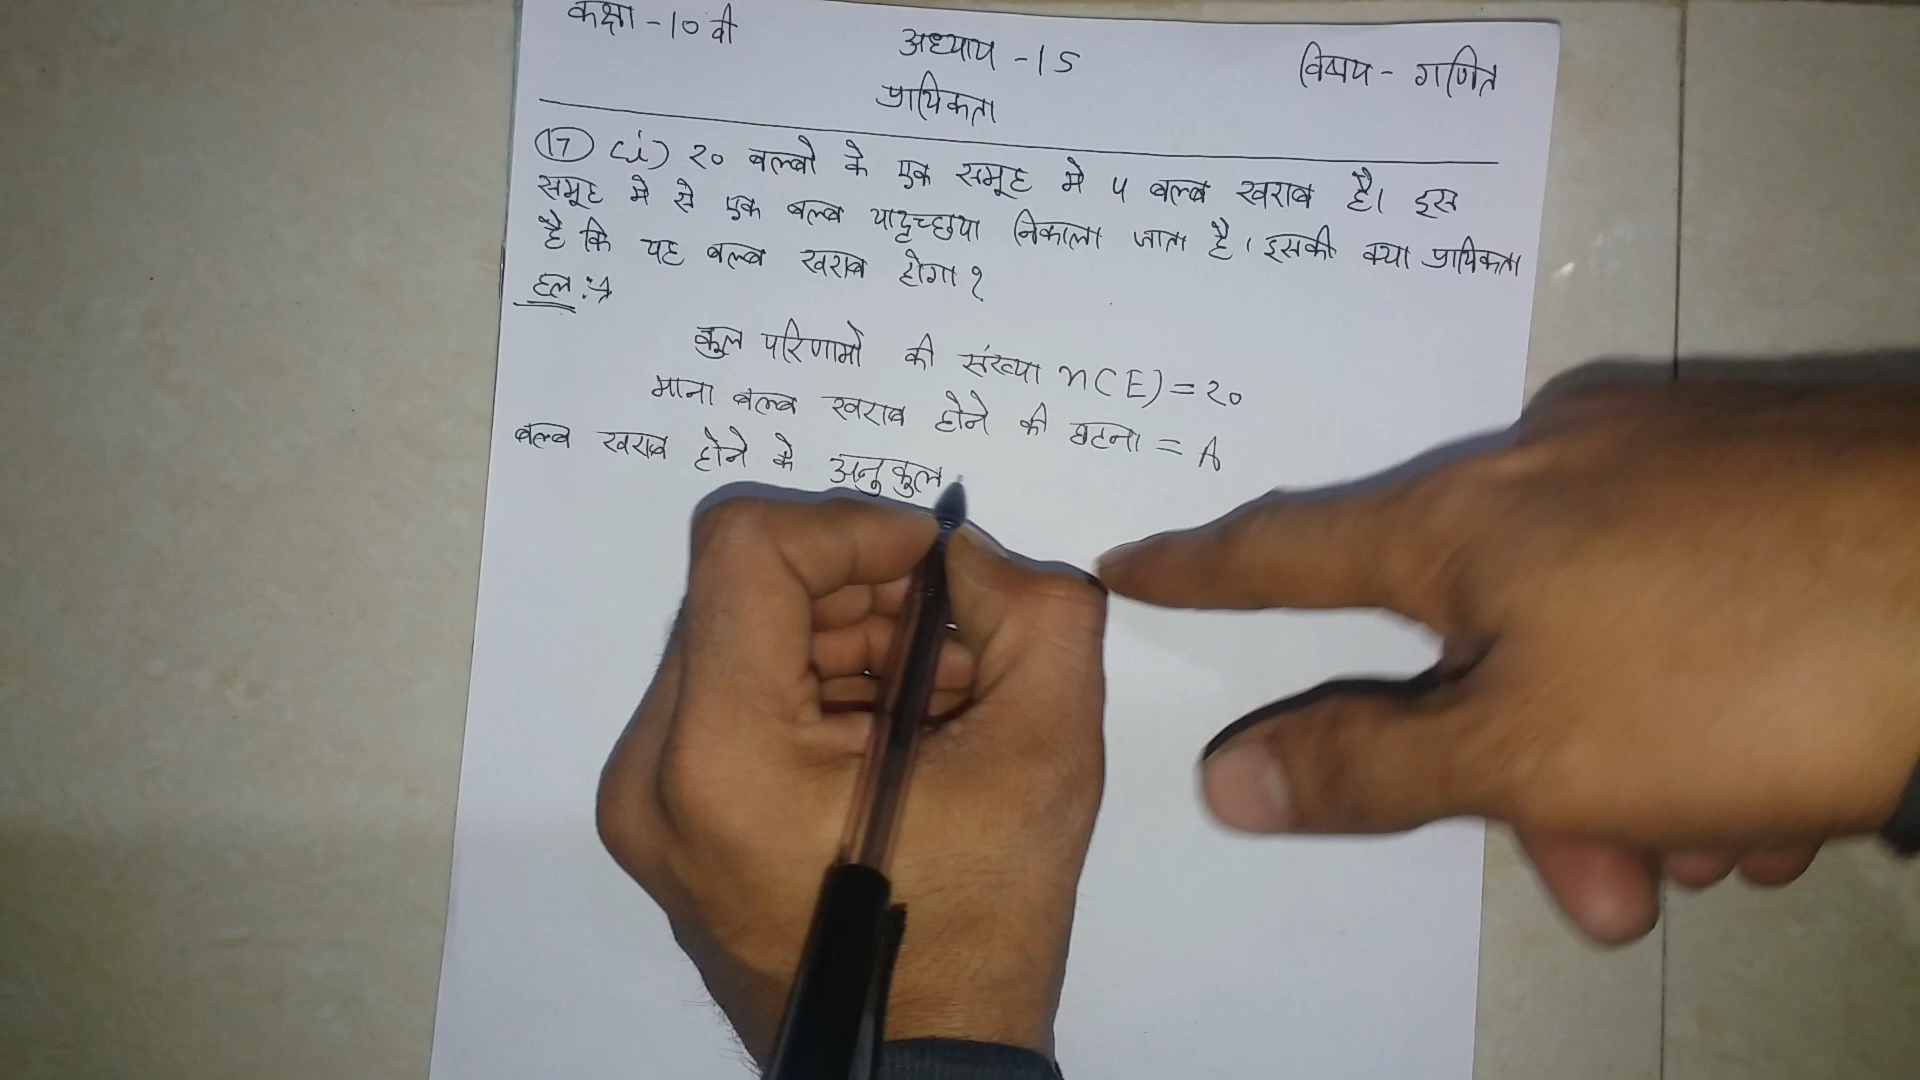 कक्षा -10 वी
अध्याय -15
विषय - गणित
प्रायिकता
17 (i) 20 बल्बो के एक समूह मे 4 बल्ब खराब है। इस
समूह मे से एक बल्ब यादृच्छया निकाला जाता है। इसकी क्या प्रायिकता
है कि यह बल्ब खराब होगा ?
हल :→
कुल परिणामों की संख्या n(E) = 20
माना बल्ब खराब होने की घटना = A
बल्ब खराब होने के अनुकुल